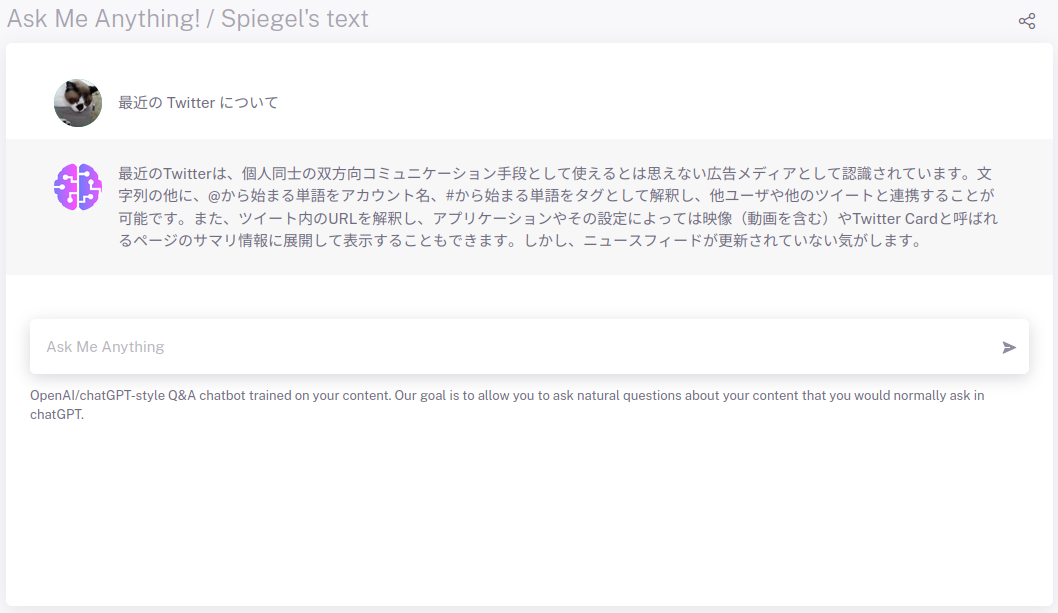 Ask Me Anything! / Spiegel's text
最近の Twitter について
最近のTwitterは、個人同士の双方向コミュニケーション手段として使えるとは思えない広告メディアとして認識されています。文
字列の他に、@から始まる単語をアカウント名、#から始まる単語をタグとして解釈し、他ユーザや他のツイートと連携することが
可能です。また、ツイート内のURLを解釈し、アプリケーションやその設定によっては映像（動画を含む）やTwitter Cardと呼ばれ
るページのサマリ情報に展開して表示することもできます。しかし、ニュースフィードが更新されていない気がします。
Ask Me Anything
OpenAI/chatGPT-style Q&A chatbot trained on your content. Our goal is to allow you to ask natural questions about your content that you would normally ask in
chatGPT.